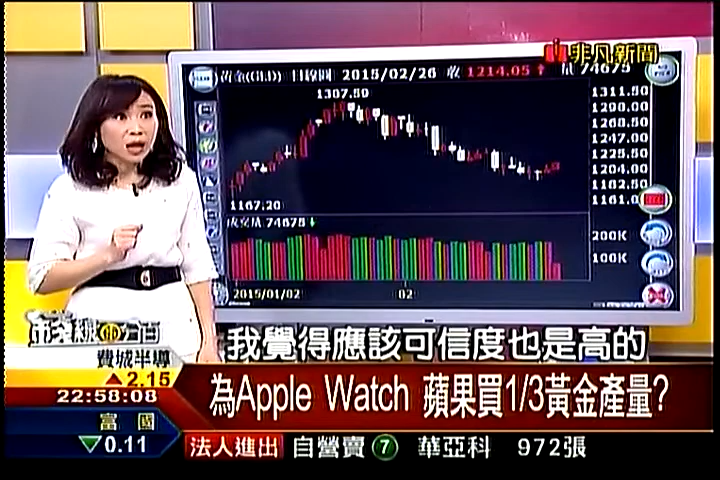 非凡新聞
黃金(GLD) 日線圖 2015/02/26 收 1214.05 ↑ 量 74675
1307.59
1311.50
1290.00
1268.50
1247.00
1225.50
1204.00
1182.50
1161.0
1167.20
成交量 74675↓
200K
100K
2015/01/02 02
我覺得應該可信度也是高的
費城半導
▲2.15
22:58:08
為Apple Watch 蘋果買1/3黃金產量?
富國
▽0.11
法人進出 自營賣 7 華亞科 972張